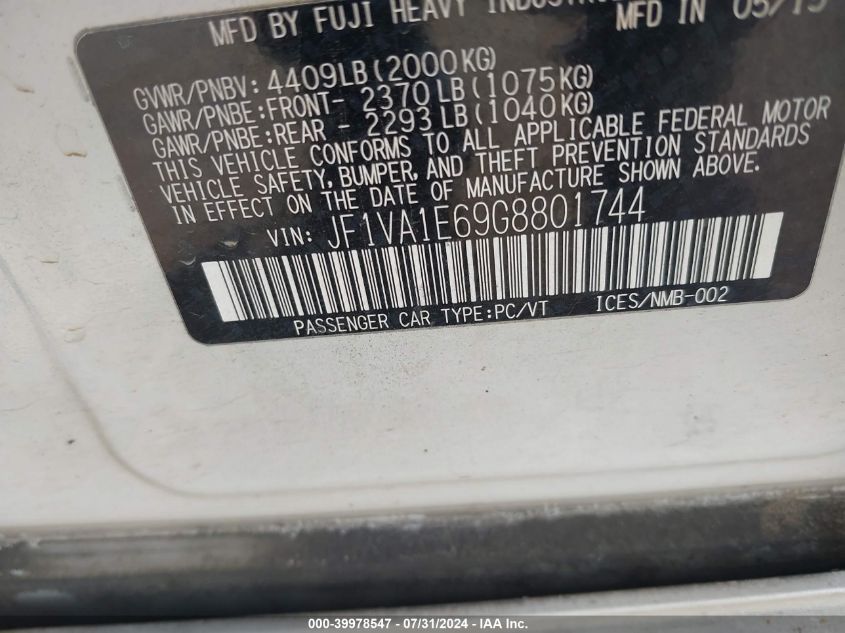 MFD BY FUJI HEAVY
MFD IN 05/15
GVWR/PNBV: 4409LB(2000KG)
GAWR/PNBE:FRONT- 2370LB(1075KG)
GAWR/PNBE:REAR - 2293LB(1040KG)
THIS VEHICLE CONFORMS TO ALL APPLICABLE FEDERAL MOTOR
VEHICLE SAFETY, BUMPER, AND THEFT PREVENTION STANDARDS
IN EFFECT ON THE DATE OF MANUFACTURE SHOWN ABOVE.
VIN: JF1VA1E69G8801744
PASSENGER CAR TYPE:PC/VT ICES/NMB-002
000-39978547 - 07/31/2024 - IAA Inc.